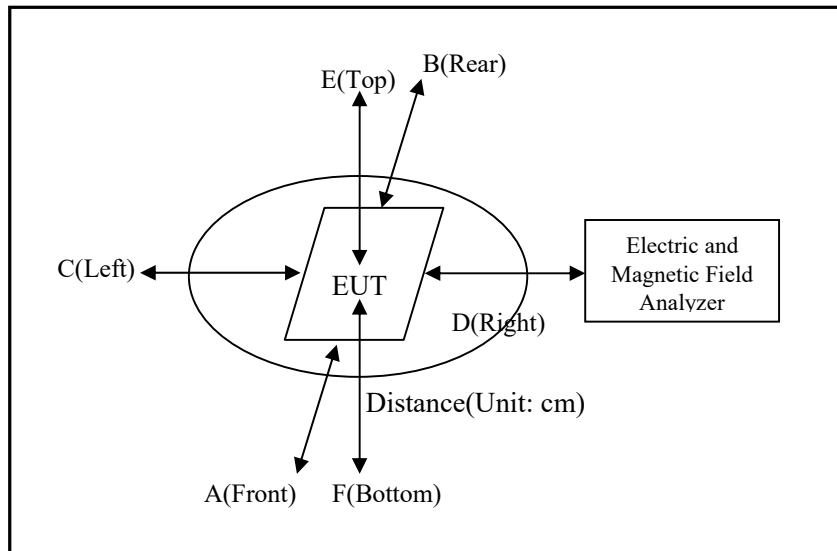 B(Rear)
E(Top)
Electric and
Magnetic Field
Analyzer
C(Left)
EUT
D(Right)
Distance(Unit: cm)
A(Front)
F(Bottom)